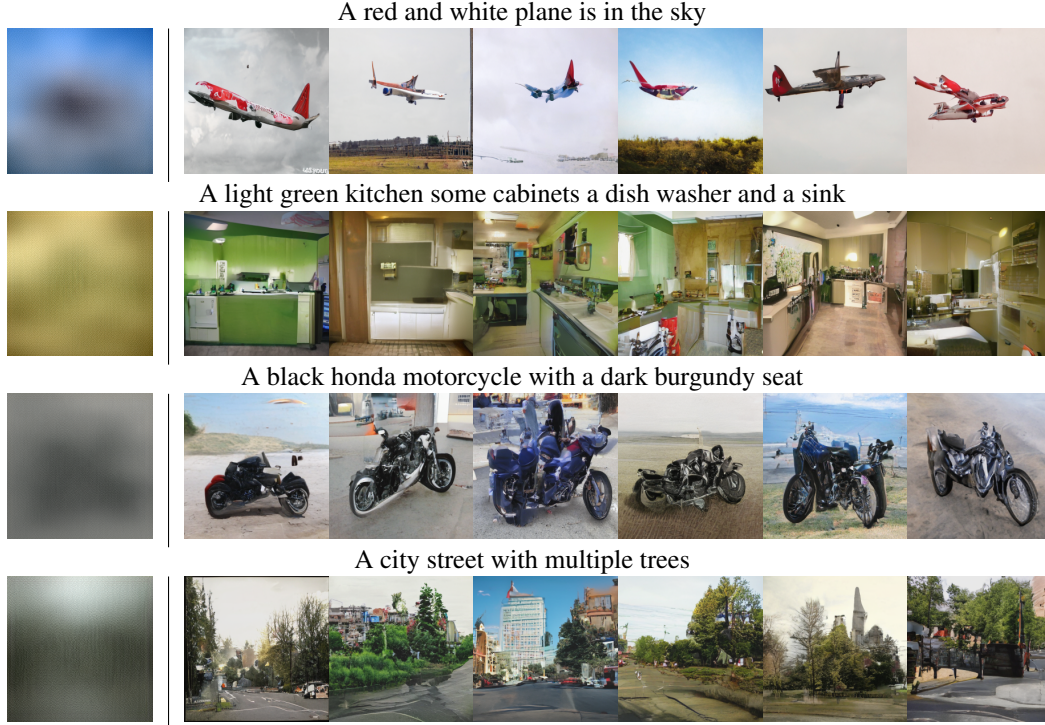 A red and white plane is in the sky
A light green kitchen some cabinets a dish washer and a sink
A black honda motorcycle with a dark burgundy seat
A city street with multiple trees